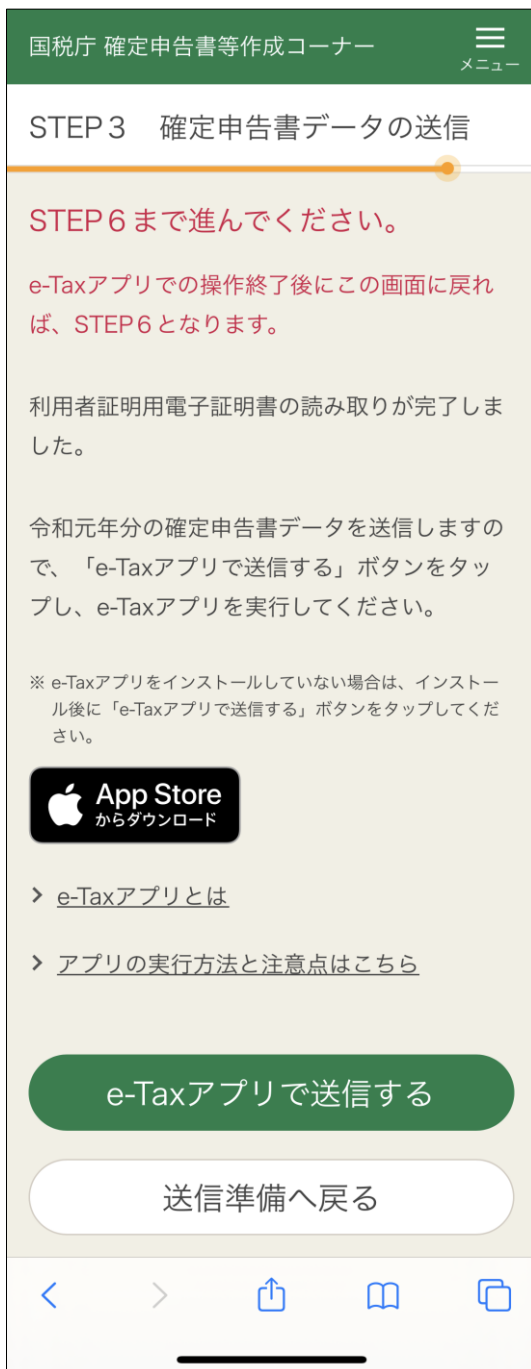 国税庁 確定申告書等作成コーナー
メニュー
STEP３　確定申告書データの送信
STEP６まで進んでください。
e-Taxアプリでの操作終了後にこの画面に戻れ
ば、STEP６となります。
利用者証明用電子証明書の読み取りが完了しま
した。
令和元年分の確定申告書データを送信しますの
で、「e-Taxアプリで送信する」ボタンをタッ
プし、e-Taxアプリを実行してください。
※ e-Taxアプリをインストールしていない場合は、インストー
ル後に「e-Taxアプリで送信する」ボタンをタップしてくだ
さい。
App Store
からダウンロード
e-Taxアプリとは
アプリの実行方法と注意点はこちら
e-Taxアプリで送信する
送信準備へ戻る